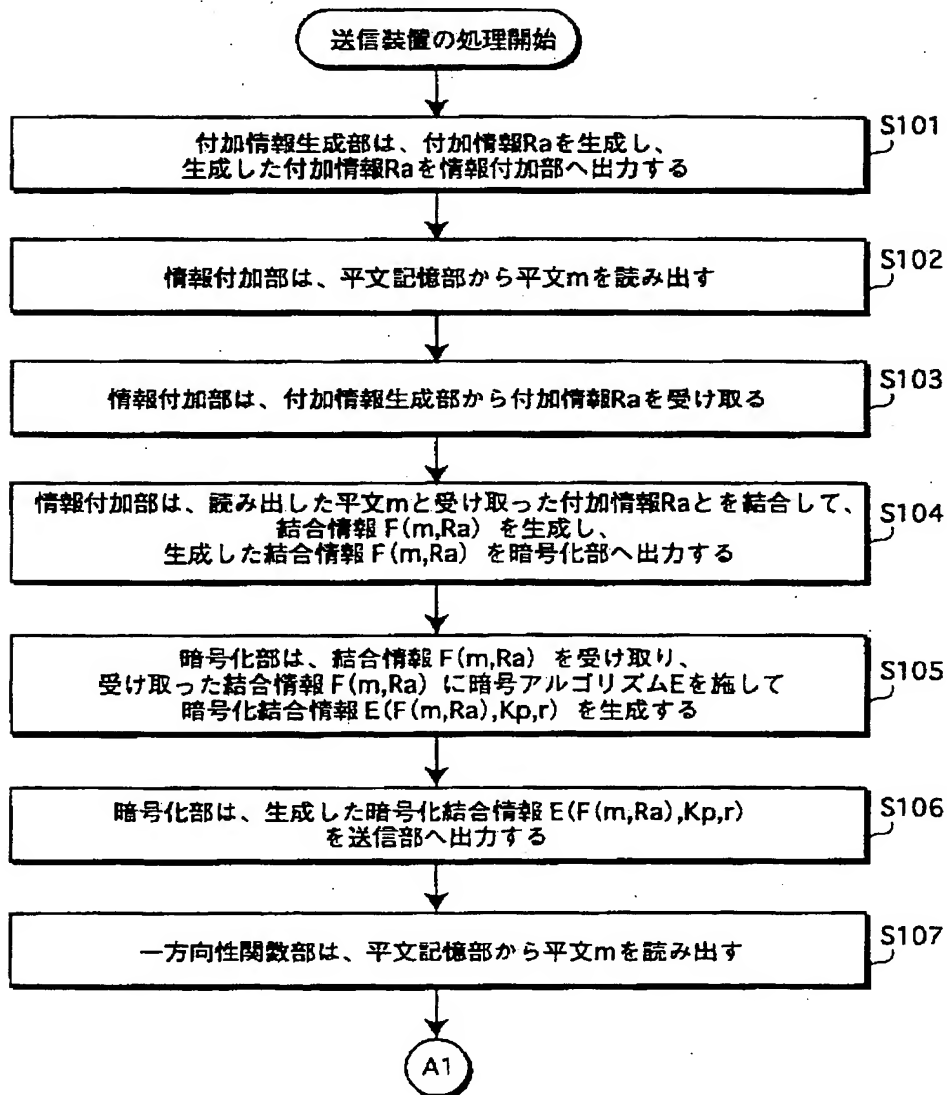 送信装置の処理開始
S101
付加情報生成部は、付加情報Raを生成し、
生成した付加情報Raを情報付加部へ出力する
S102
情報付加部は、平文記憶部から平文mを読み出す
S103
情報付加部は、付加情報生成部から付加情報Raを受け取る
S104
情報付加部は、読み出した平文mと受け取った付加情報Raとを結合して、
結合情報F(m,Ra)を生成し、
生成した結合情報F(m,Ra)を暗号化部へ出力する
S105
暗号化部は、結合情報F(m,Ra)を受け取り、
受け取った結合情報F(m,Ra)に暗号アルゴリズムEを施して
暗号化結合情報E(F(m,Ra),Kp,r)を生成する
S106
暗号化部は、生成した暗号化結合情報E(F(m,Ra),Kp,r)
を送信部へ出力する
S107
一方向性関数部は、平文記憶部から平文mを読み出す
A1